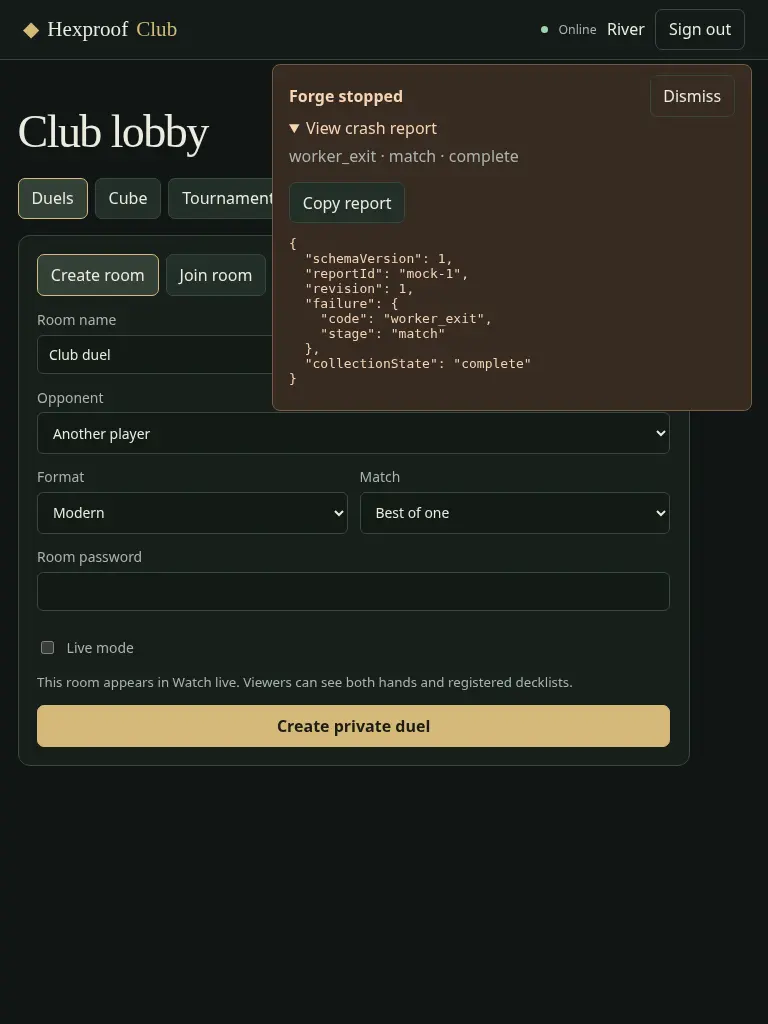 Hexproof Club
Online River Sign out
Forge stopped
Dismiss
▼ View crash report
worker_exit · match · complete
Copy report
{
  "schemaVersion": 1,
  "reportId": "mock-1",
  "revision": 1,
  "failure": {
    "code": "worker_exit",
    "stage": "match"
  },
  "collectionState": "complete"
}
Club lobby
Duels Cube Tournament
Create room Join room
Room name
Club duel
Opponent
Another player
Format Match
Modern Best of one
Room password
Live mode
This room appears in Watch live. Viewers can see both hands and registered decklists.
Create private duel